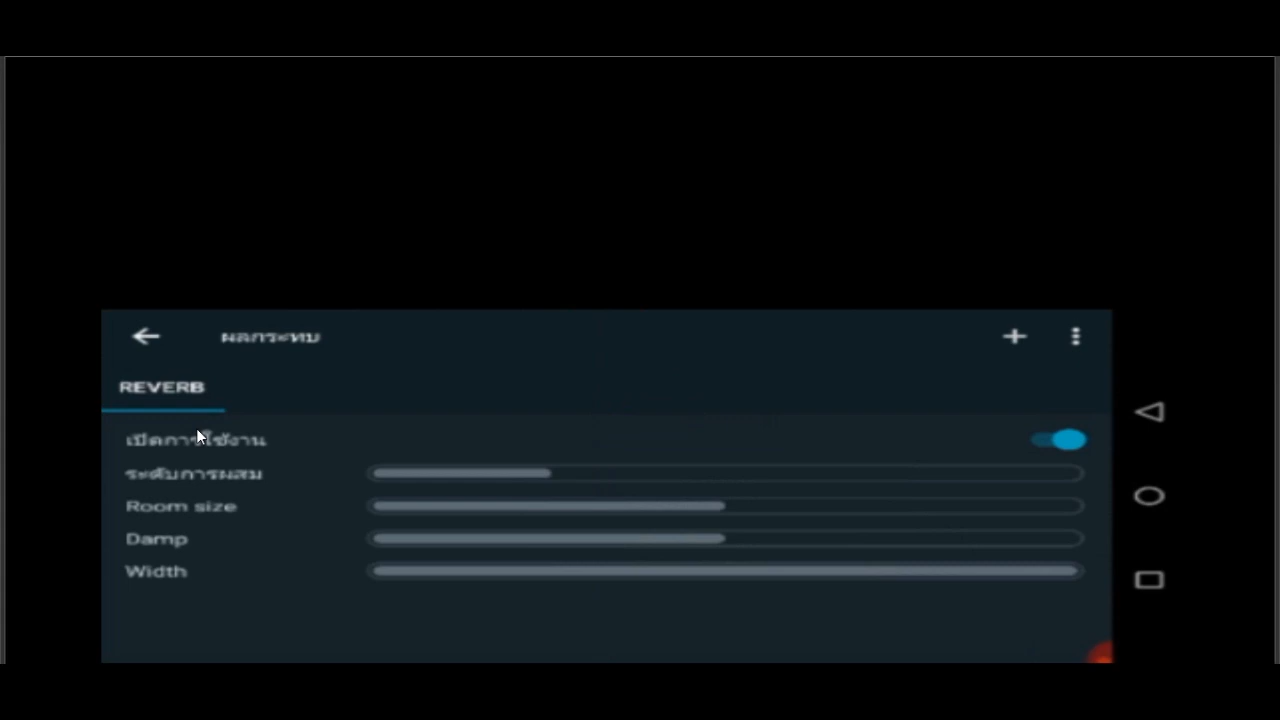 ผลกระทบ
REVERB
เปิดการใช้งาน
ระดับการผสม
Room size
Damp
Width